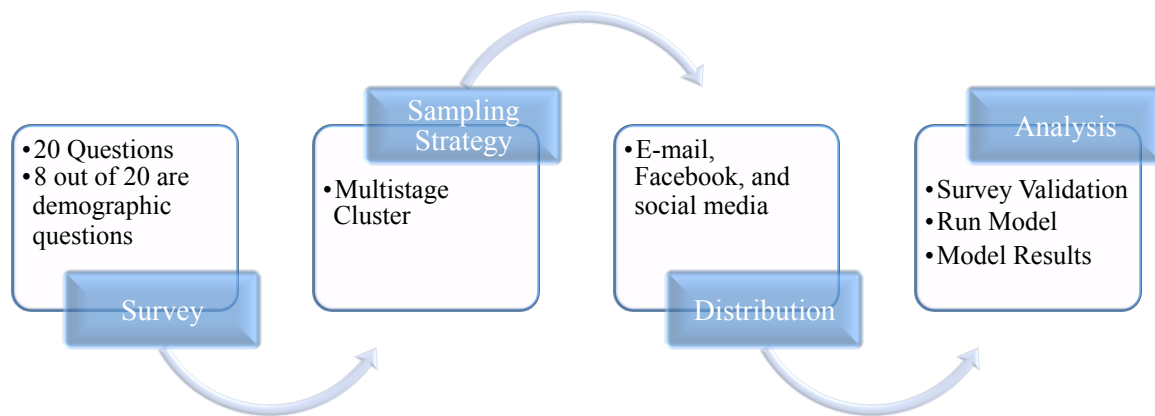 •20 Questions
•8 out of 20 are
demographic
questions
Survey
Sampling
Strategy
•Multistage
Cluster
•E-mail,
Facebook, and
social media
Distribution
Analysis
•Survey Validation
•Run Model
•Model Results